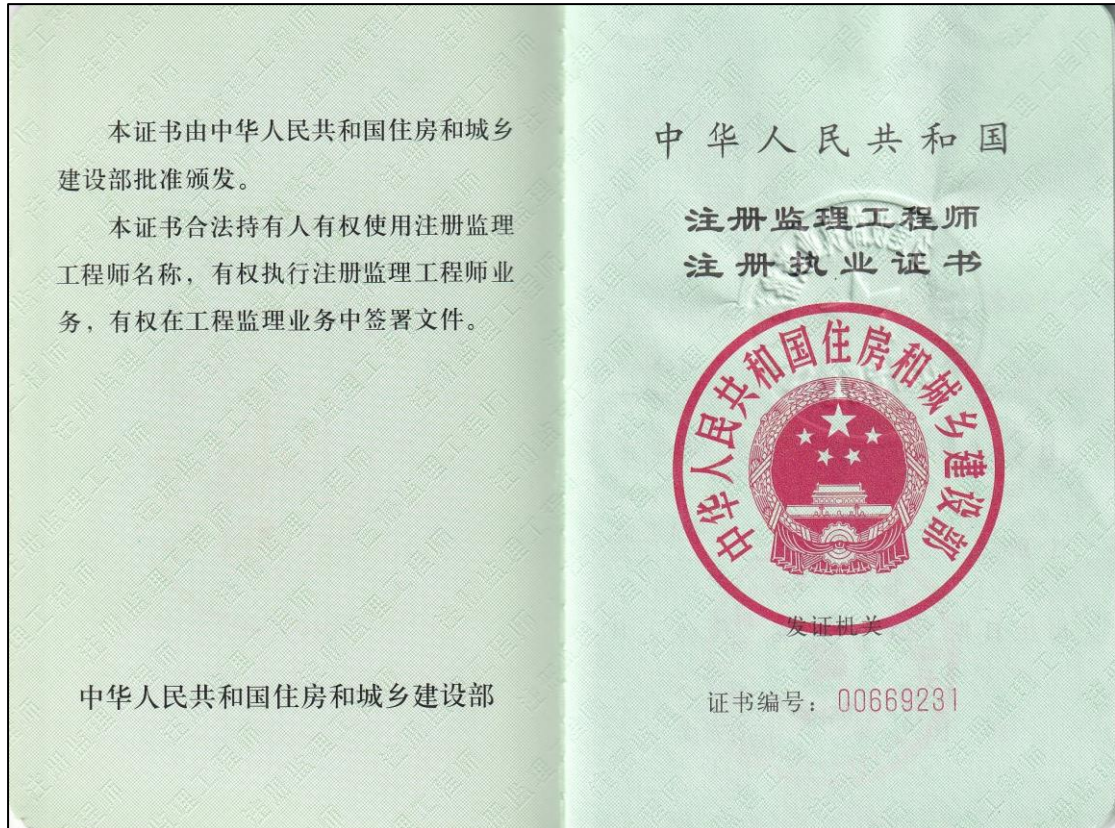 本证书由中华人民共和国住房和城乡
建设部批准颁发。
本证书合法持有人有权使用注册监理
工程师名称，有权执行注册监理工程师业
务，有权在工程监理业务中签署文件。
中华人民共和国住房和城乡建设部
中华人民共和国
注册监理工程师
注册执业证书
中华人民共和国住房和城乡建设部
发证机关
证书编号：00669231